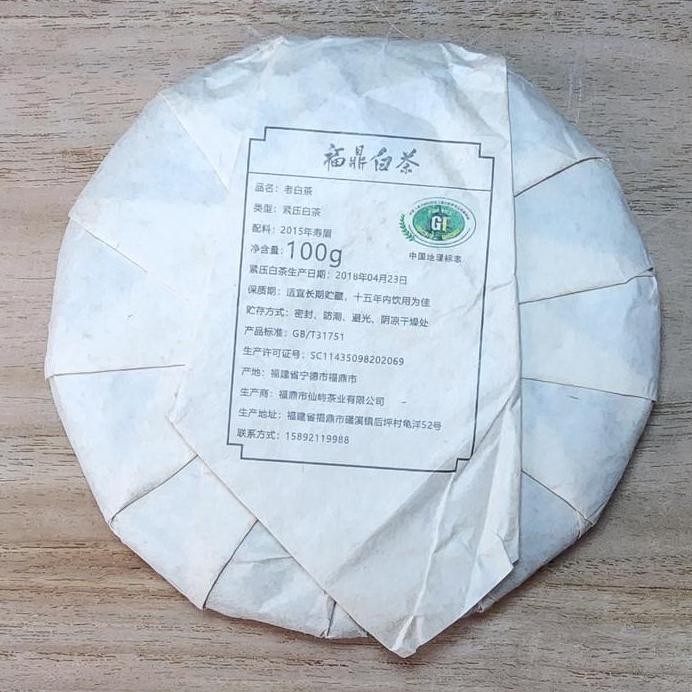 福鼎白茶
品名：老白茶
类型：紧压白茶
配料：2015年寿眉
净含量：100g
GI
中国地理标志
紧压白茶生产日期：2018年04月23日
保质期：适宜长期贮藏，十五年内饮用为佳
贮存方式：密封、防潮、避光、阴凉干燥处
产品标准：GB/T31751
生产许可证号：SC11435098202069
产地：福建省宁德市福鼎市
生产商：福鼎市仙屿茶业有限公司
生产地址：福建省福鼎市磻溪镇后坪村龟洋52号
联系方式：15892119988